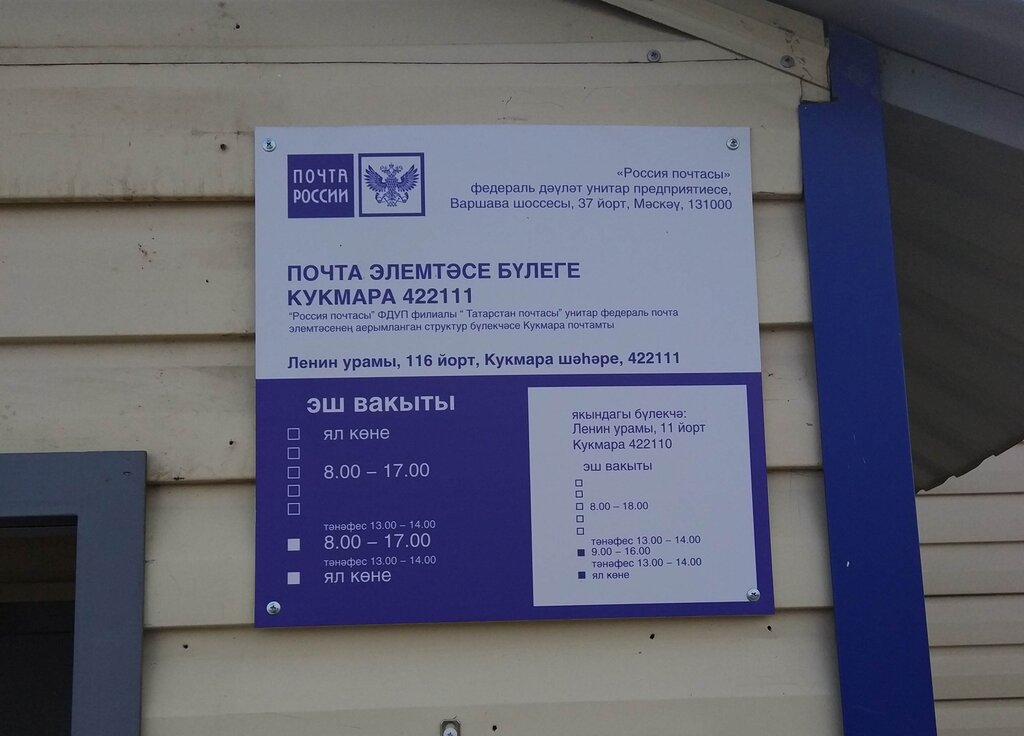 ПОЧТА
РОССИИ
«Россия почтасы»
федераль дәүләт унитар предприятиесе,
Варшава шоссесы, 37 йорт, Мәскәү, 131000
ПОЧТА ЭЛЕМТӘСЕ БҮЛЕГЕ
КУКМАРА 422111
“Россия почтасы” ФДУП филиалы “ Татарстан почтасы” унитар федераль почта
элемтәсенең аерымланган структур бүлекчәсе Кукмара почтамты
Ленин урамы, 116 йорт, Кукмара шәһәре, 422111
эш вакыты
ял көне
8.00 – 17.00
тәнәфес 13.00 – 14.00
8.00 – 17.00
тәнәфес 13.00 – 14.00
ял көне
якындагы бүлекчә:
Ленин урамы, 11 йорт
Кукмара 422110
эш вакыты
8.00 – 18.00
тәнәфес 13.00 – 14.00
9.00 – 16.00
тәнәфес 13.00 – 14.00
ял көне